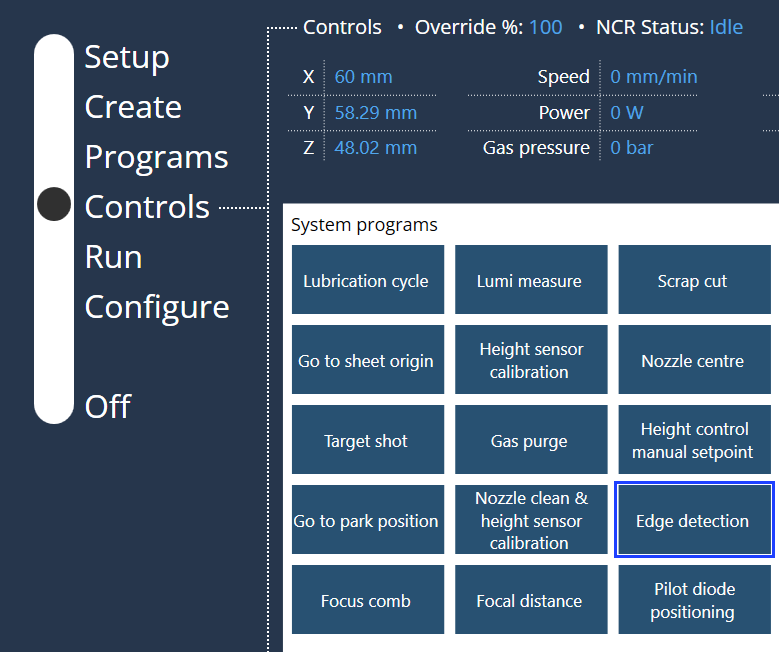 Setup
Create
Programs
Controls
Run
Configure
Off
Controls • Override %: 100 • NCR Status: Idle
X 60 mm Speed 0 mm/min
Y 58.29 mm Power 0 W
Z 48.02 mm Gas pressure 0 bar
System programs
Lubrication cycle
Lumi measure
Scrap cut
Go to sheet origin
Height sensor
calibration
Nozzle centre
Target shot
Gas purge
Height control
manual setpoint
Go to park position
Nozzle clean &
height sensor
calibration
Edge detection
Focus comb
Focal distance
Pilot diode
positioning